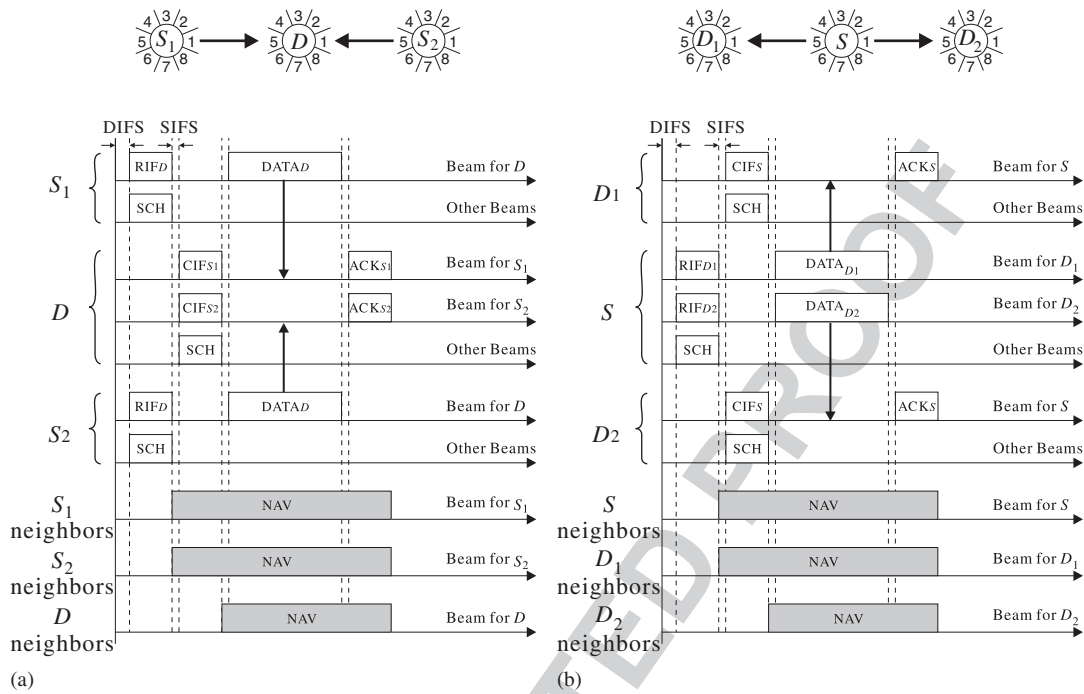 4 3 2
5 S1 1
6 7 8
4 3 2
5 D 1
6 7 8
4 3 2
5 S2 1
6 7 8
DIFS SIFS
S1
RIFD DATAD Beam for D
SCH Other Beams
D
CIFS1 ACKS1 Beam for S1
CIFS2 ACKS2 Beam for S2
SCH Other Beams
S2
RIFD DATAD Beam for D
SCH Other Beams
S1 neighbors NAV Beam for S1
S2 neighbors NAV Beam for S2
D neighbors NAV Beam for D
(a)
4 3 2
5 D1 1
6 7 8
4 3 2
5 S 1
6 7 8
4 3 2
5 D2 1
6 7 8
DIFS SIFS
D1
CIFS ACKS Beam for S
SCH Other Beams
S
RIFD1 DATAD1 Beam for D1
RIFD2 DATAD2 Beam for D2
SCH Other Beams
D2
CIFS ACKS Beam for S
SCH Other Beams
S neighbors NAV Beam for S
D1 neighbors NAV Beam for D1
D2 neighbors NAV Beam for D2
(b)
TED PROOF